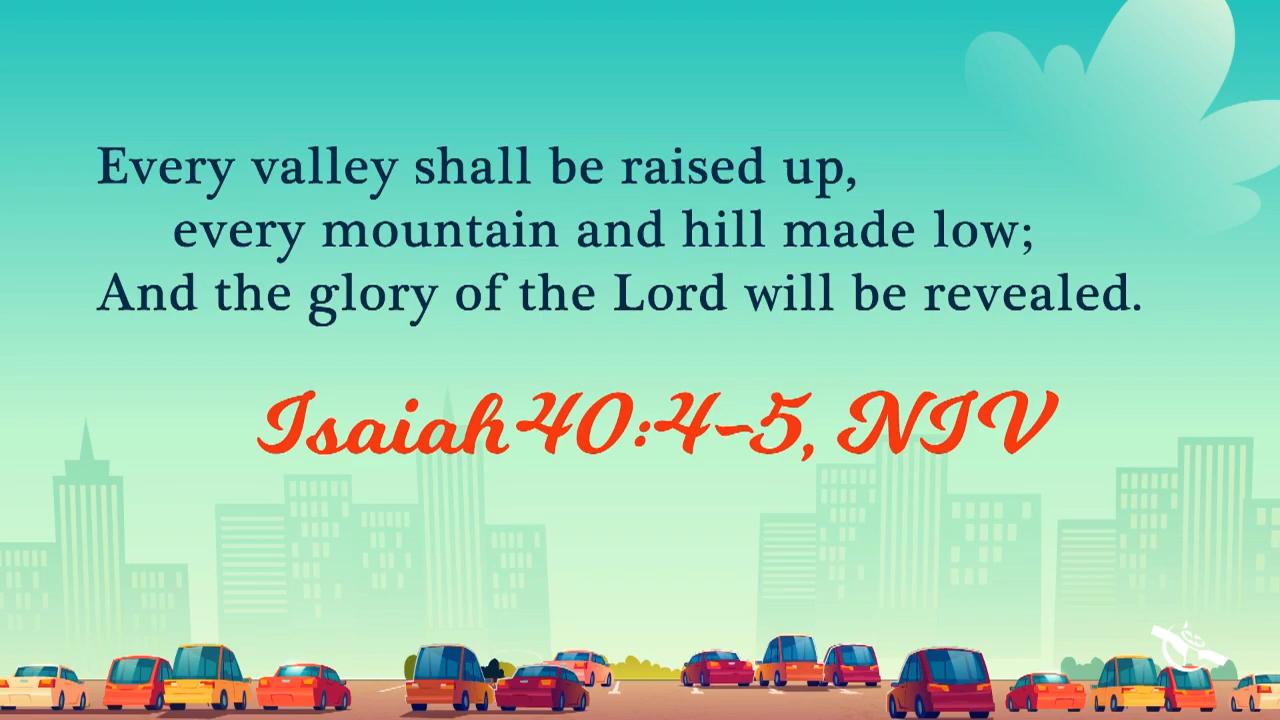 Every valley shall be raised up,
every mountain and hill made low;
And the glory of the Lord will be revealed.
Isaiah 40:4-5, NIV